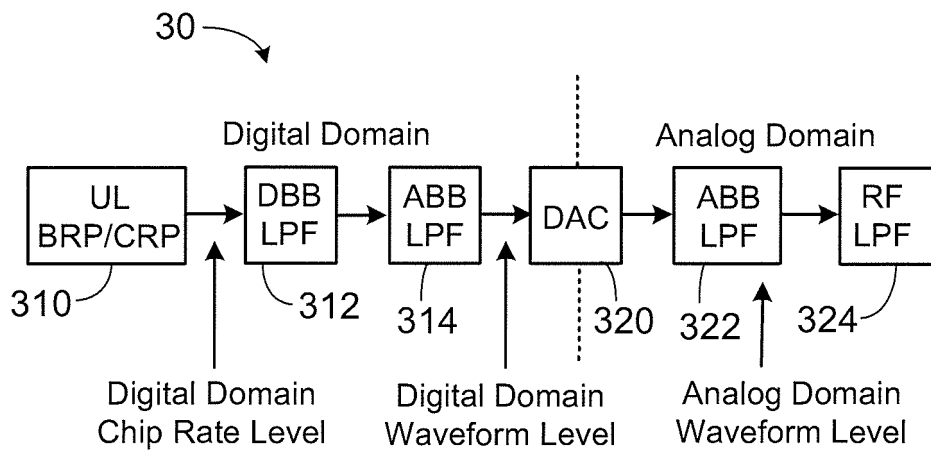 30
Digital Domain
Analog Domain
UL
BRP/CRP
DBB
LPF
ABB
LPF
DAC
ABB
LPF
RF
LPF
310
312
314
320
322
324
Digital Domain
Chip Rate Level
Digital Domain
Waveform Level
Analog Domain
Waveform Level